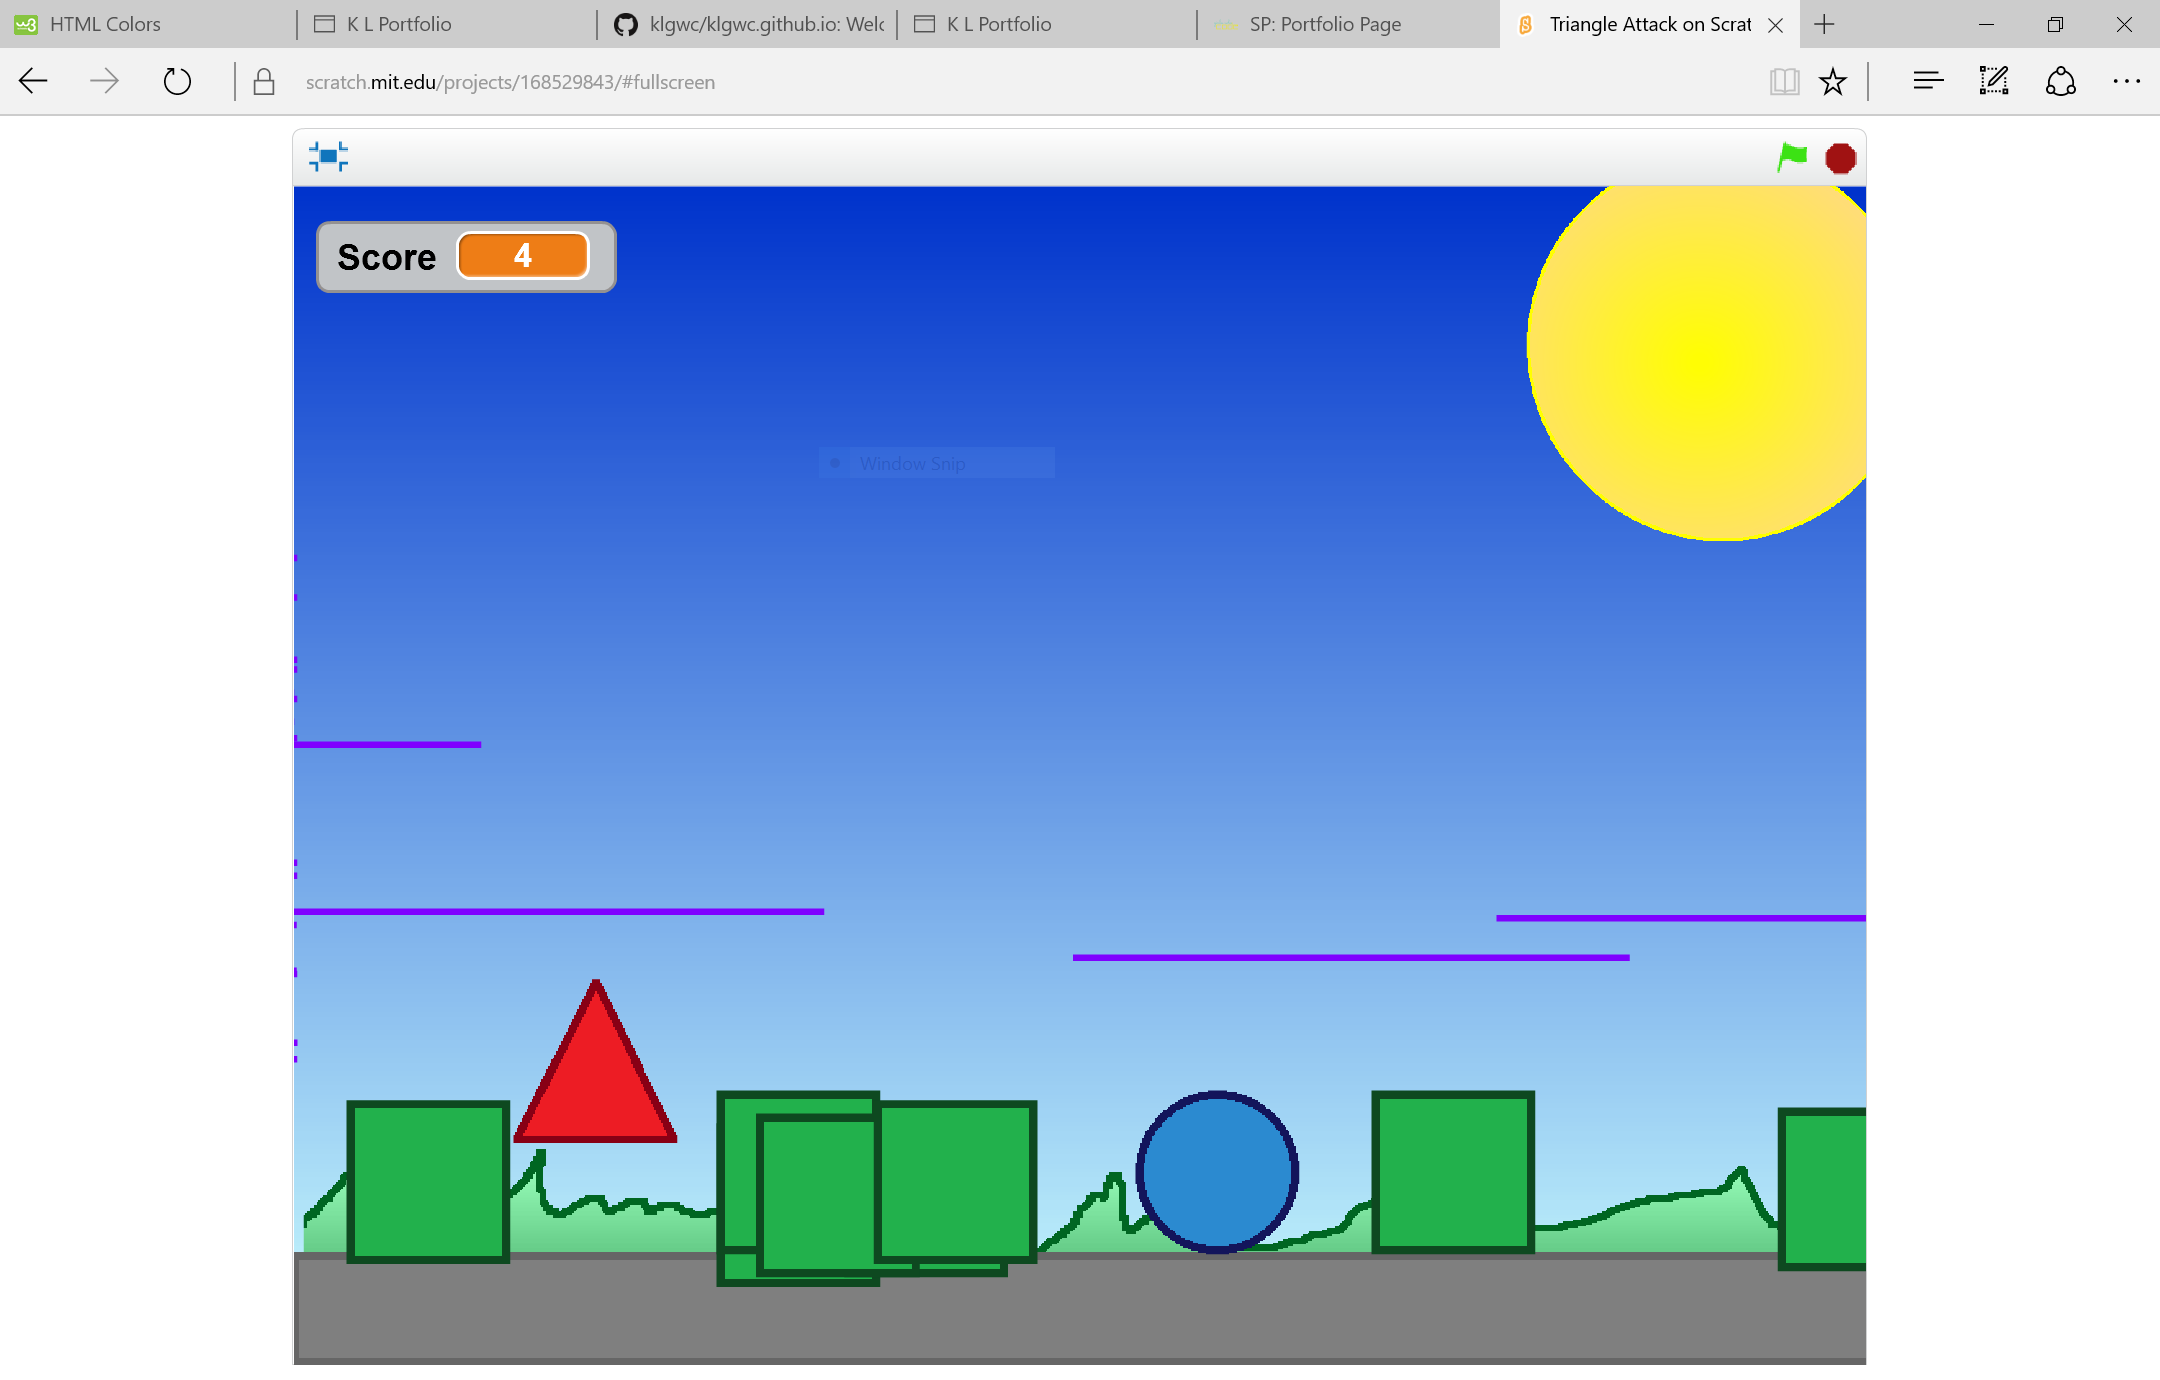 HTML Colors
K L Portfolio
klgwc/klgwc.github.io: Welc
K L Portfolio
SP: Portfolio Page
Triangle Attack on Scrat
scratch.mit.edu/projects/168529843/#fullscreen
Score 4
Window Snip